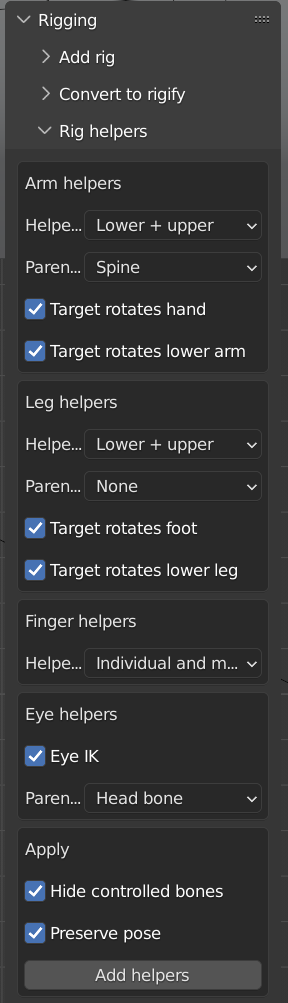 Rigging
Add rig
Convert to rigify
Rig helpers
Arm helpers
Helpe... Lower + upper
Paren... Spine
Target rotates hand
Target rotates lower arm
Leg helpers
Helpe... Lower + upper
Paren... None
Target rotates foot
Target rotates lower leg
Finger helpers
Helpe... Individual and m...
Eye helpers
Eye IK
Paren... Head bone
Apply
Hide controlled bones
Preserve pose
Add helpers